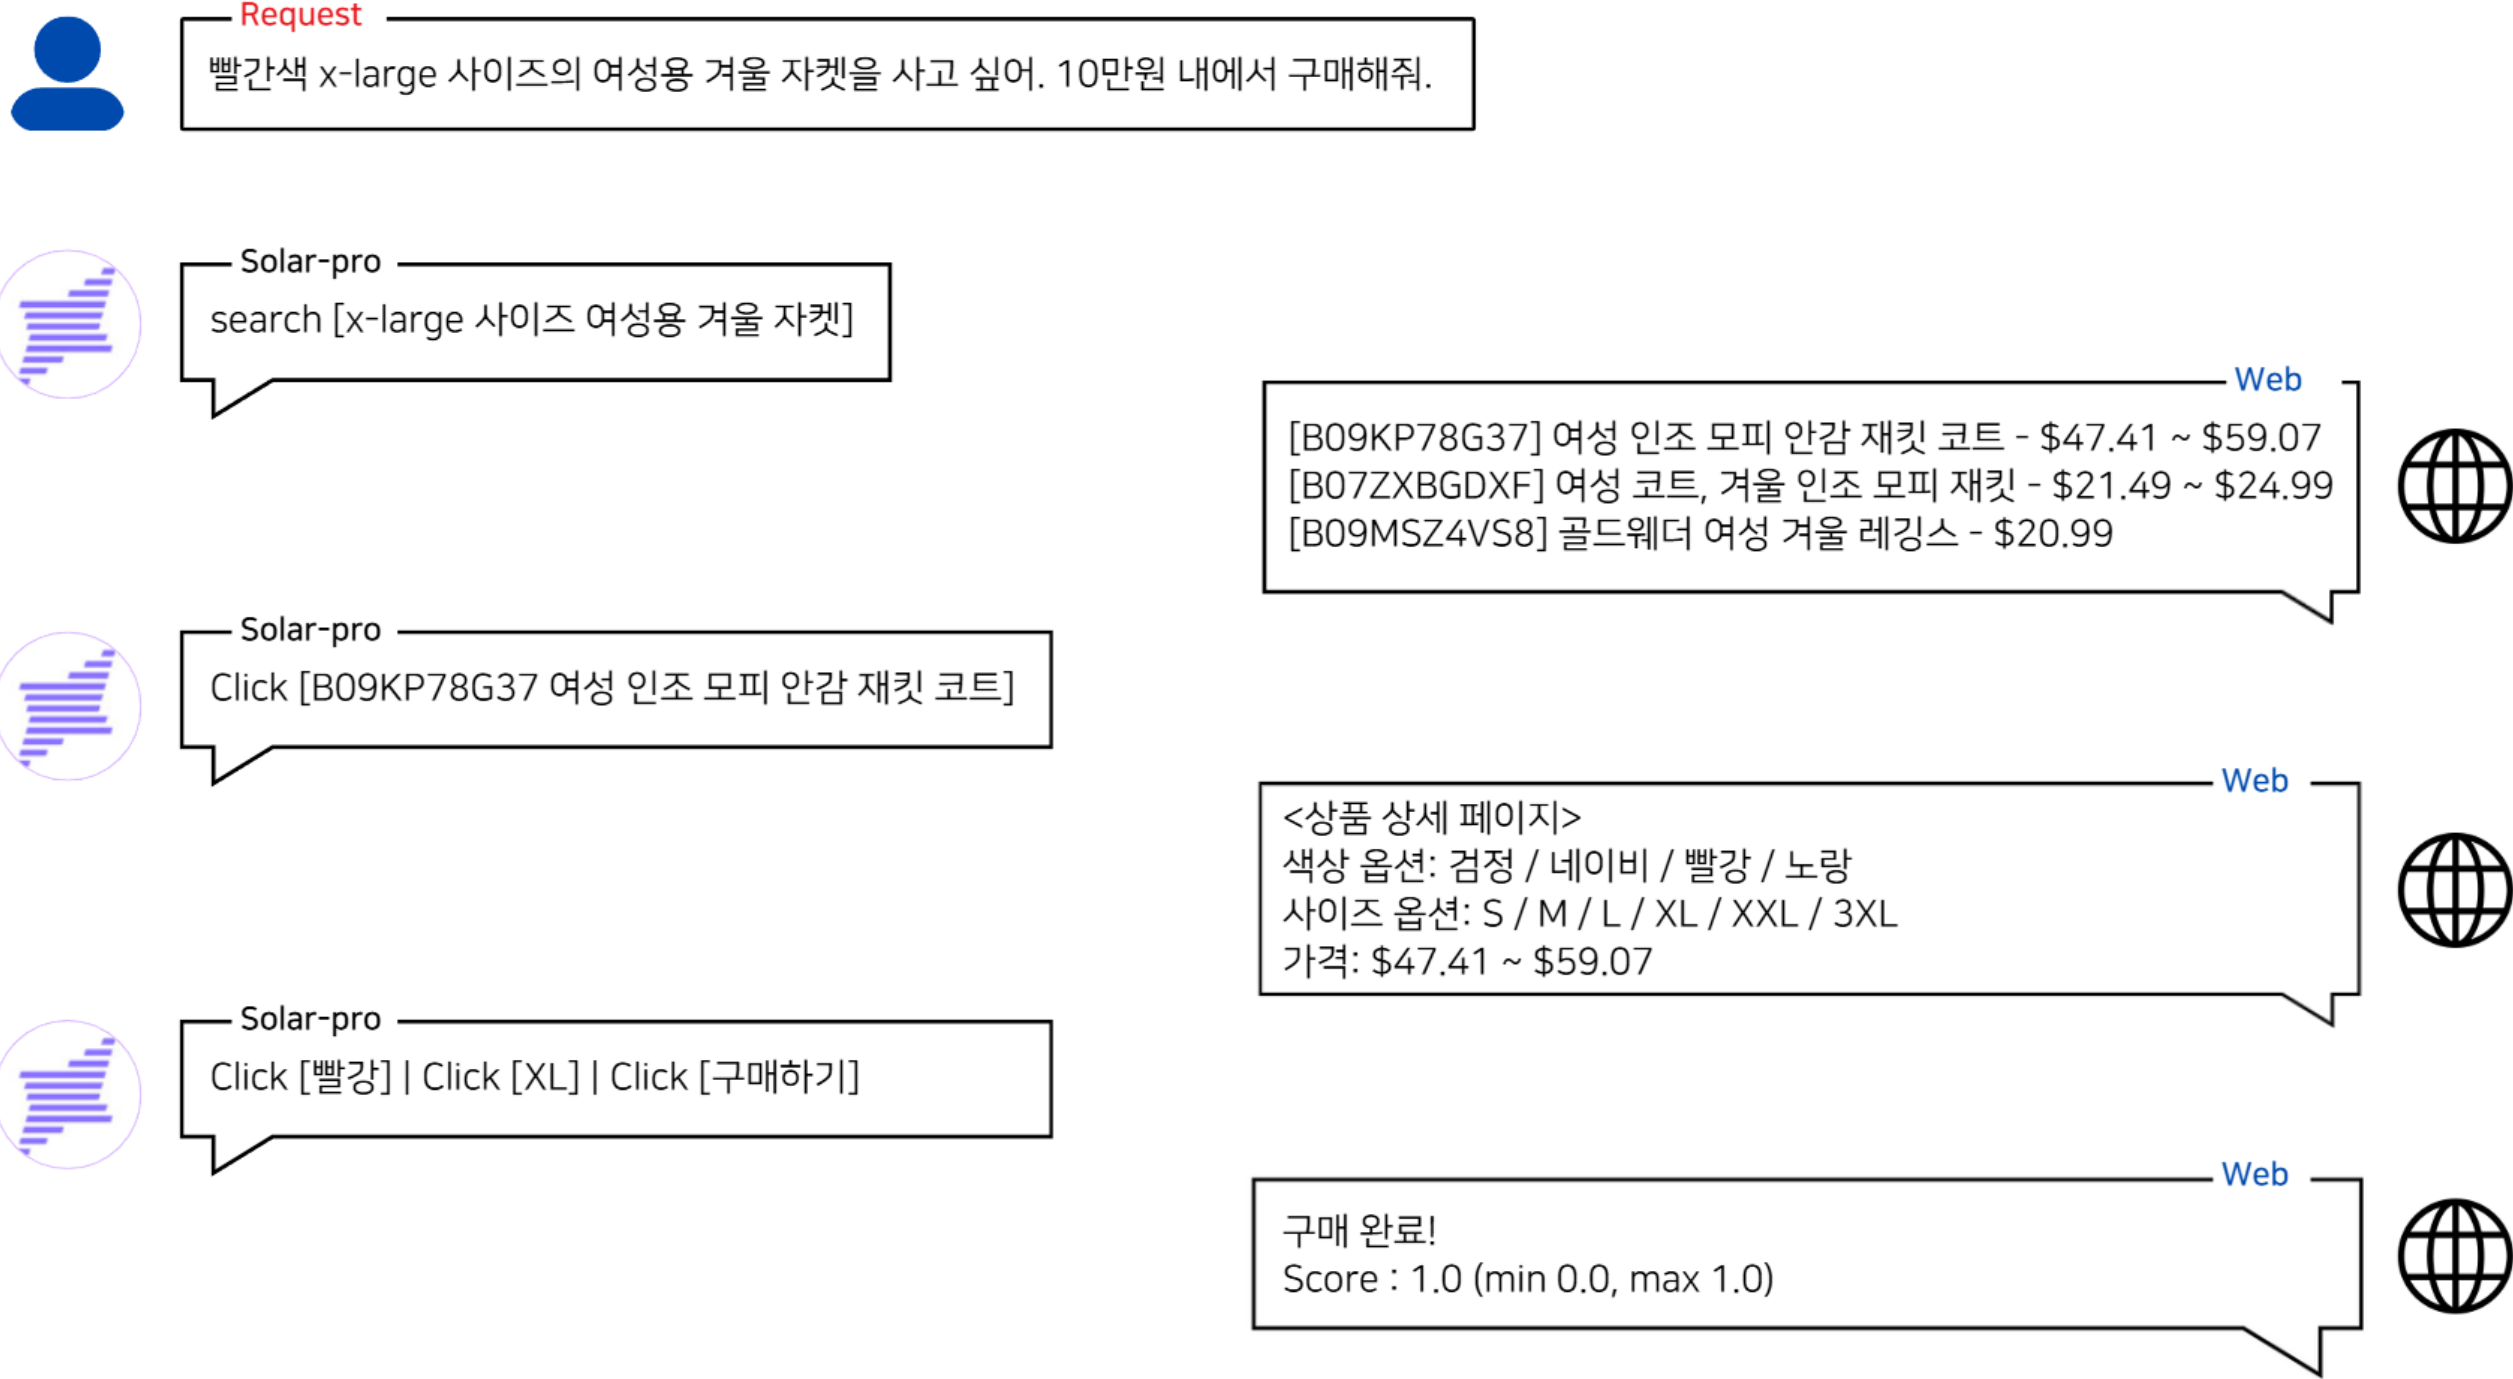 Request
빨간색 x-large 사이즈의 여성용 겨울 자켓을 사고 싶어. 10만원 내에서 구매해줘.
Solar-pro
search [x-large 사이즈 여성용 겨울 자켓]
Web
[B09KP78G37] 여성 인조 모피 안감 재킷 코트 - $47.41 ~ $59.07
[B07ZXBGDXF] 여성 코트, 겨울 인조 모피 재킷 - $21.49 ~ $24.99
[B09MSZ4VS8] 골드웨더 여성 겨울 레깅스 - $20.99
Solar-pro
Click [B09KP78G37 여성 인조 모피 안감 재킷 코트]
Web
<상품 상세 페이지>
색상 옵션: 검정 / 네이비 / 빨강 / 노랑
사이즈 옵션: S / M / L / XL / XXL / 3XL
가격: $47.41 ~ $59.07
Solar-pro
Click [빨강] | Click [XL] | Click [구매하기]
Web
구매 완료!
Score : 1.0 (min 0.0, max 1.0)